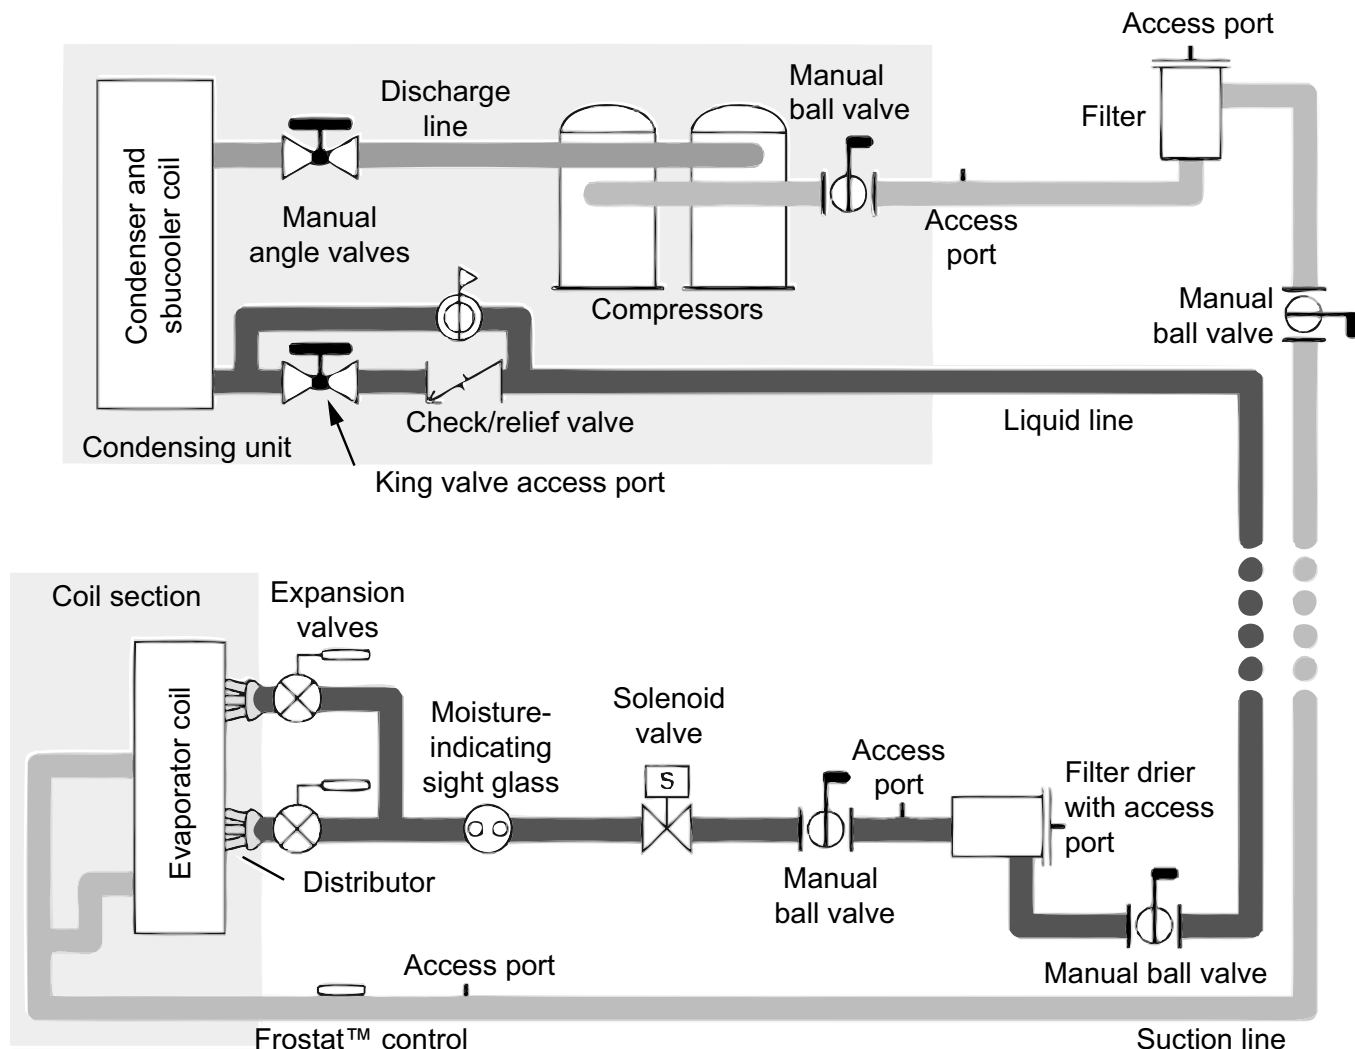 Access port
Manual
ball valve
Discharge
line
Filter
Condenser and
sbucooler coil
Manual
angle valves
Access
port
Compressors
Manual
ball valve
Check/relief valve
Liquid line
Condensing unit
King valve access port
Coil section
Expansion
valves
Evaporator coil
Moisture-
indicating
sight glass
Solenoid
valve
S
Access
port
Filter drier
with access
port
Distributor
Manual
ball valve
Access port
Manual ball valve
Frostat™ control
Suction line